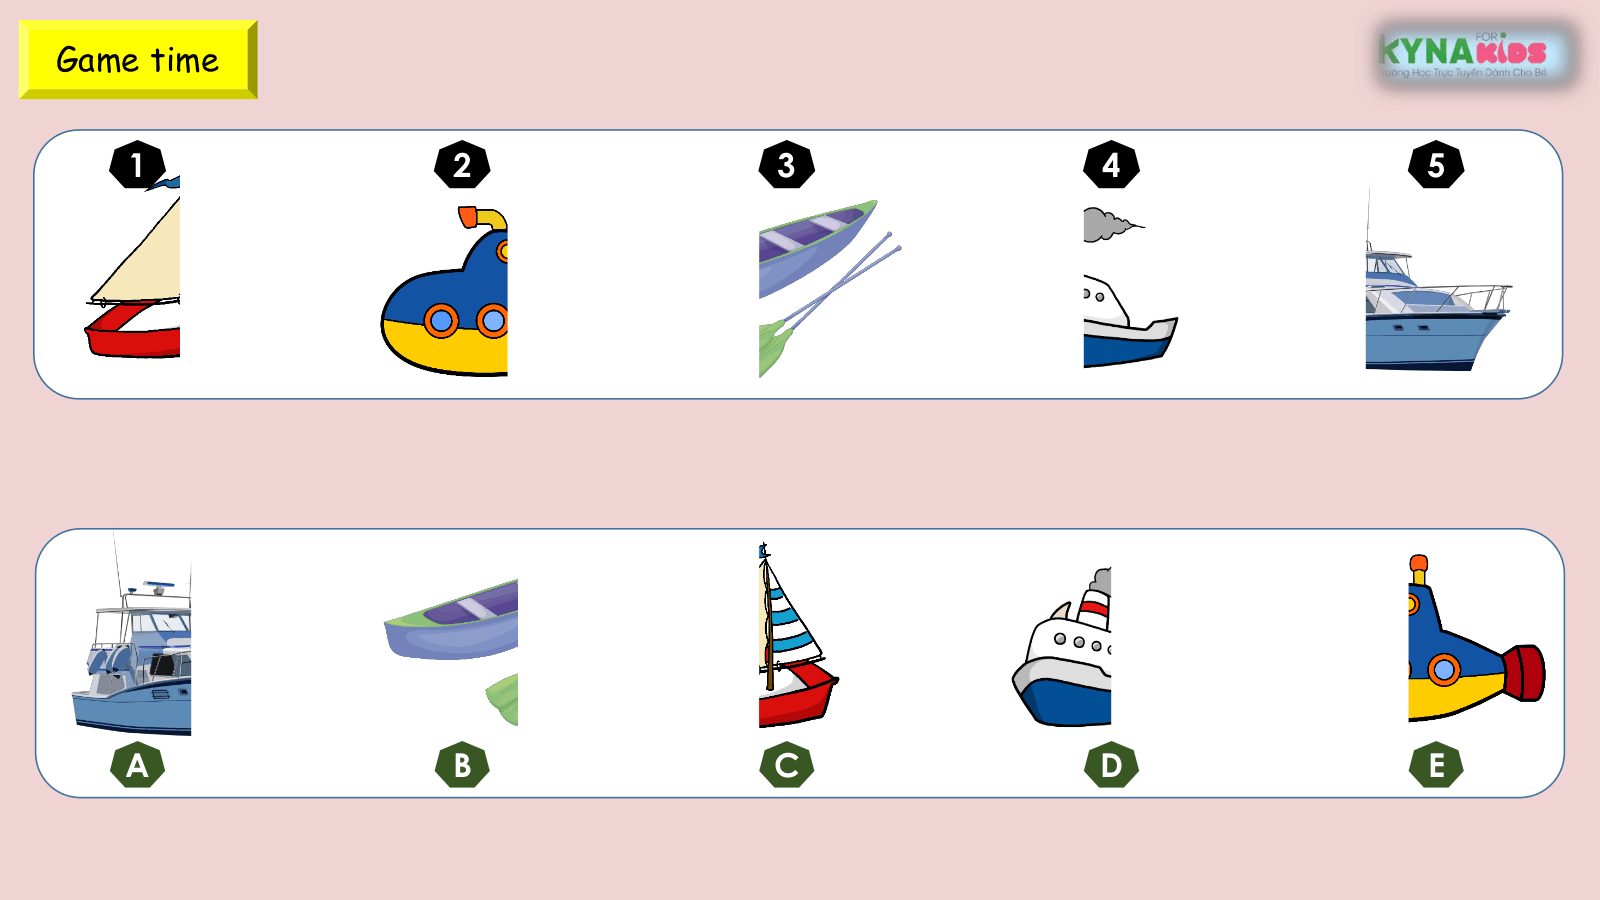 Game time
FOR
KYNA KIDS
Trường Học Trực Tuyến Dành Cho Bé
1
2
3
4
5
A
B
C
D
E